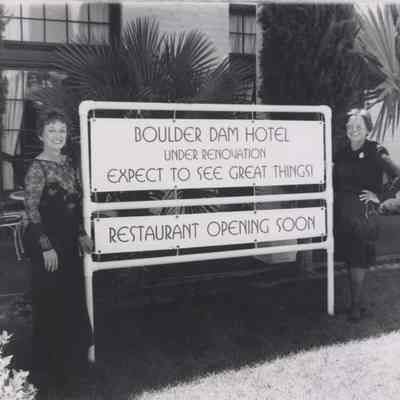 BOULDER DAM HOTEL
UNDER RENOVATION
EXPECT TO SEE GREAT THINGS!
RESTAURANT OPENING SOON